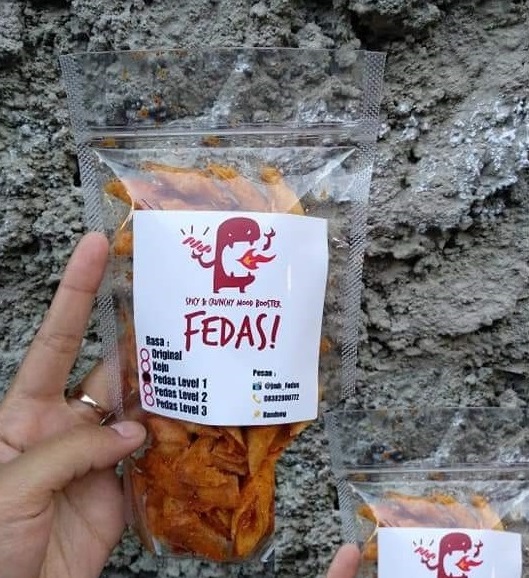 SPICY & CRUNCHY MOOD BOOSTER
FEDAS!
Rasa :
Original
Keju
Pedas Level 1
Pedas Level 2
Pedas Level 3
Pesan :
Bandung